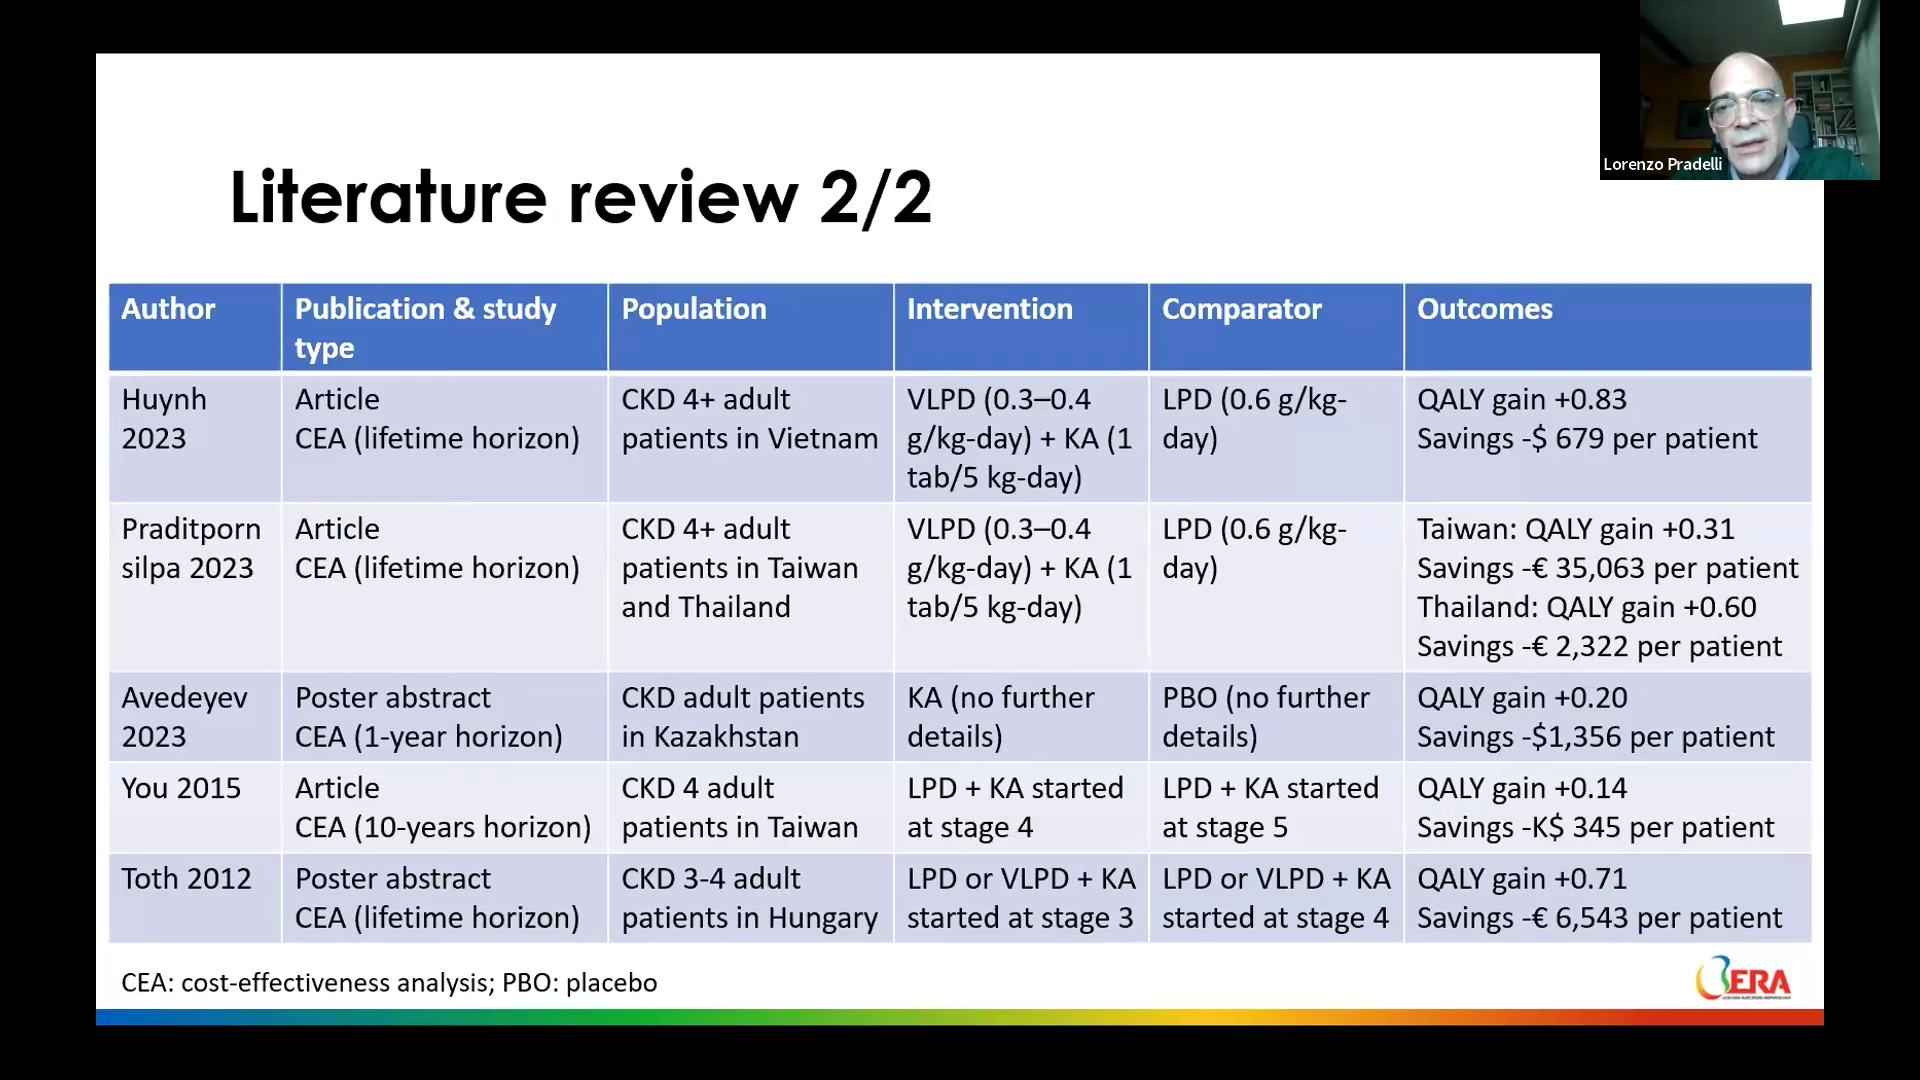 Lorenzo Pradelli
Literature review 2/2
Author
Publication & study
type
Population
Intervention
Comparator
Outcomes
Huynh
2023
Article
CEA (lifetime horizon)
CKD 4+ adult
patients in Vietnam
VLPD (0.3–0.4
g/kg-day) + KA (1
tab/5 kg-day)
LPD (0.6 g/kg-
day)
QALY gain +0.83
Savings -$ 679 per patient
Praditporn
silpa 2023
Article
CEA (lifetime horizon)
CKD 4+ adult
patients in Taiwan
and Thailand
VLPD (0.3–0.4
g/kg-day) + KA (1
tab/5 kg-day)
LPD (0.6 g/kg-
day)
Taiwan: QALY gain +0.31
Savings -€ 35,063 per patient
Thailand: QALY gain +0.60
Savings -€ 2,322 per patient
Avedeyev
2023
Poster abstract
CEA (1-year horizon)
CKD adult patients
in Kazakhstan
KA (no further
details)
PBO (no further
details)
QALY gain +0.20
Savings -$1,356 per patient
You 2015
Article
CEA (10-years horizon)
CKD 4 adult
patients in Taiwan
LPD + KA started
at stage 4
LPD + KA started
at stage 5
QALY gain +0.14
Savings -K$ 345 per patient
Toth 2012
Poster abstract
CEA (lifetime horizon)
CKD 3-4 adult
patients in Hungary
LPD or VLPD + KA
started at stage 3
LPD or VLPD + KA
started at stage 4
QALY gain +0.71
Savings -€ 6,543 per patient
CEA: cost-effectiveness analysis; PBO: placebo
ERA